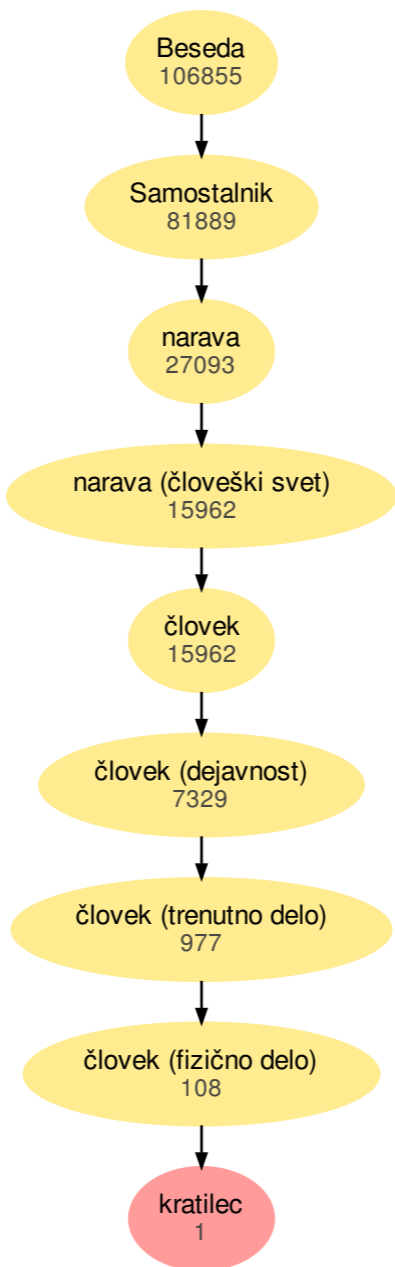 Beseda
106855
Samostalnik
81889
narava
27093
narava (človeški svet)
15962
človek
15962
človek (dejavnost)
7329
človek (trenutno delo)
977
človek (fizično delo)
108
kratilec
1